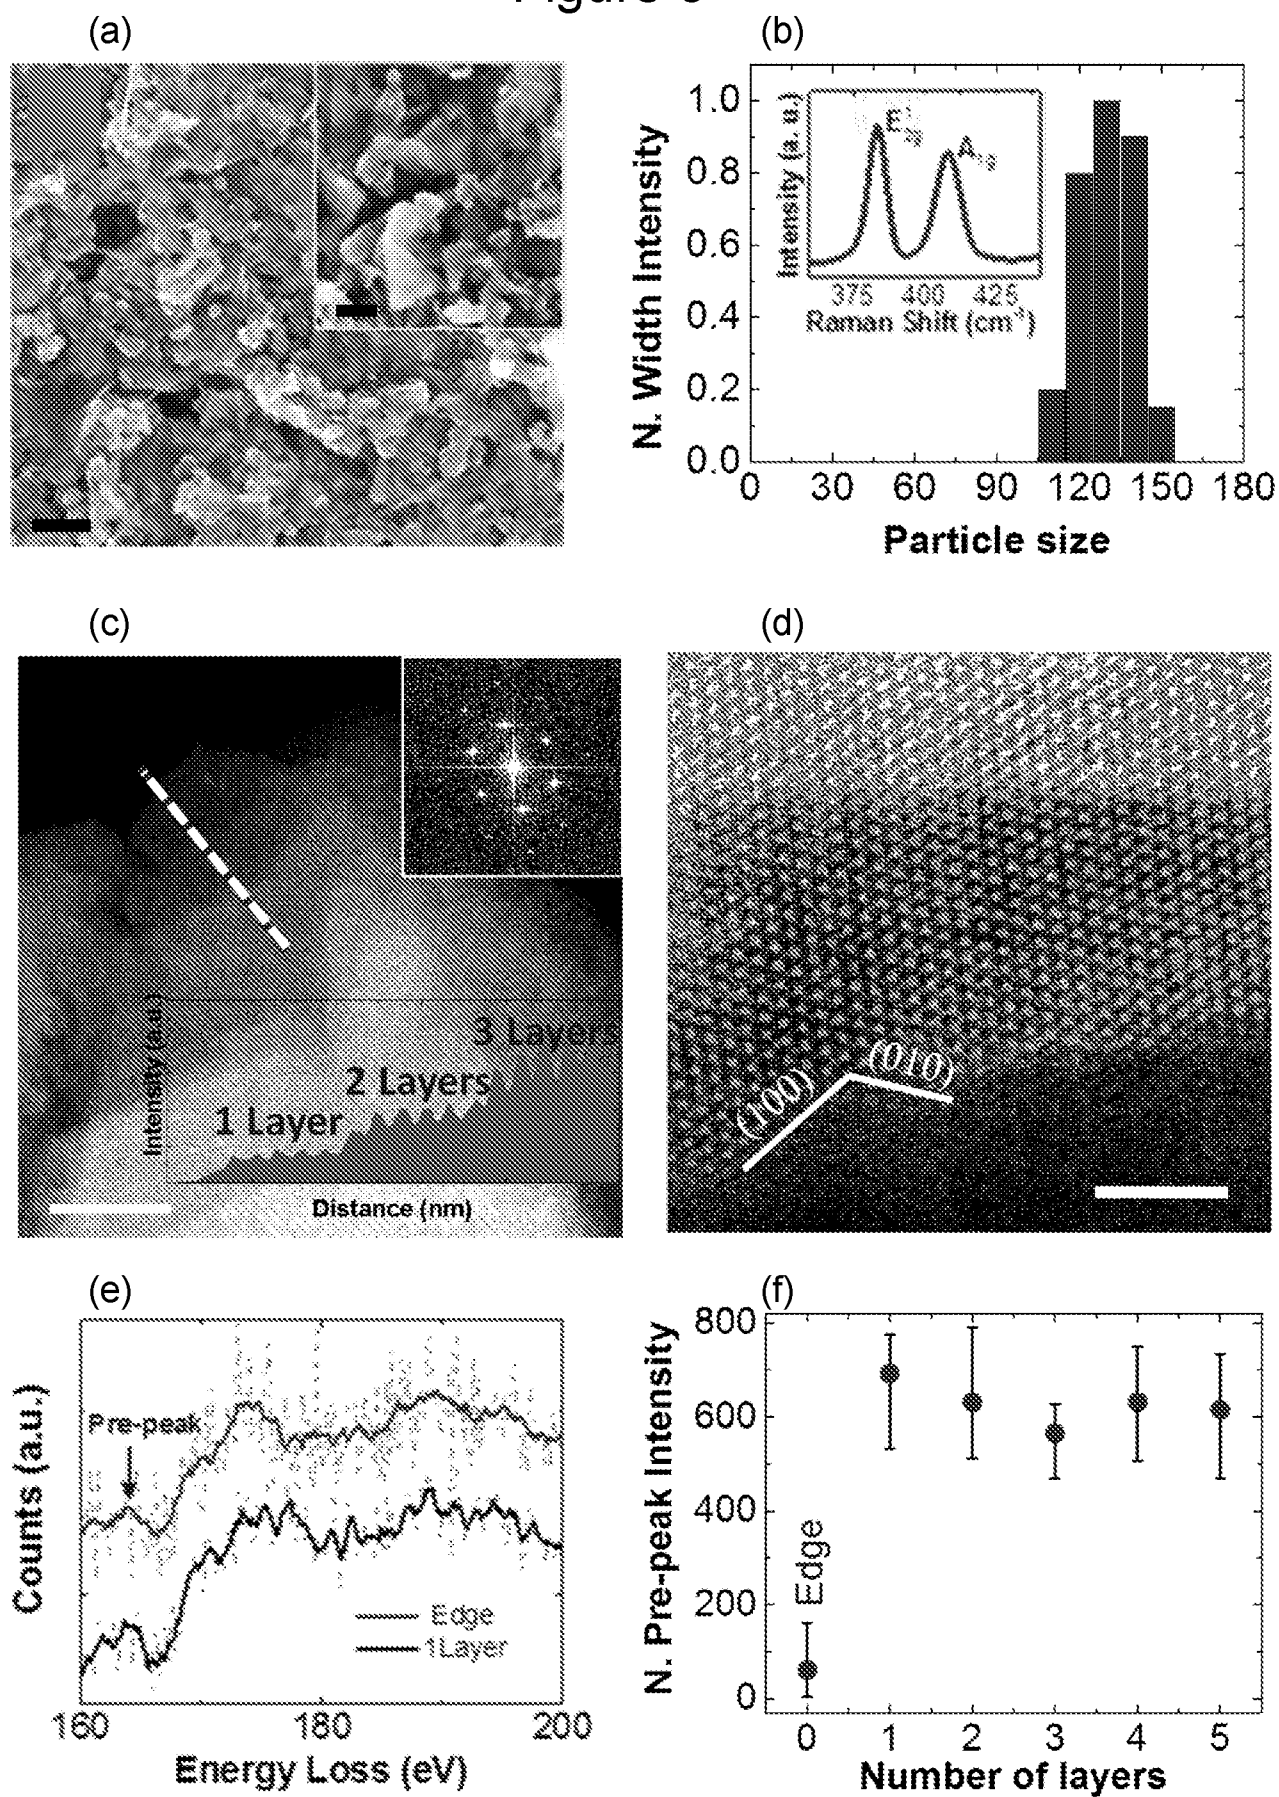 (a)
(b)
N. Width Intensity
1.0
0.8
0.6
0.4
0.2
0.0
0 30 60 90 120 150 180
Particle size
Intensity (a. u.)
E¹2g
A1g
375 400 425
Raman Shift (cm⁻¹)
(c)
Intensity (a.u.)
1 Layer
2 Layers
3 Layers
Distance (nm)
(d)
(100)
(010)
(e)
Counts (a.u.)
Pre-peak
Edge
1Layer
160 180 200
Energy Loss (eV)
(f)
N. Pre-peak Intensity
800
600
400
200
0
Edge
0 1 2 3 4 5
Number of layers